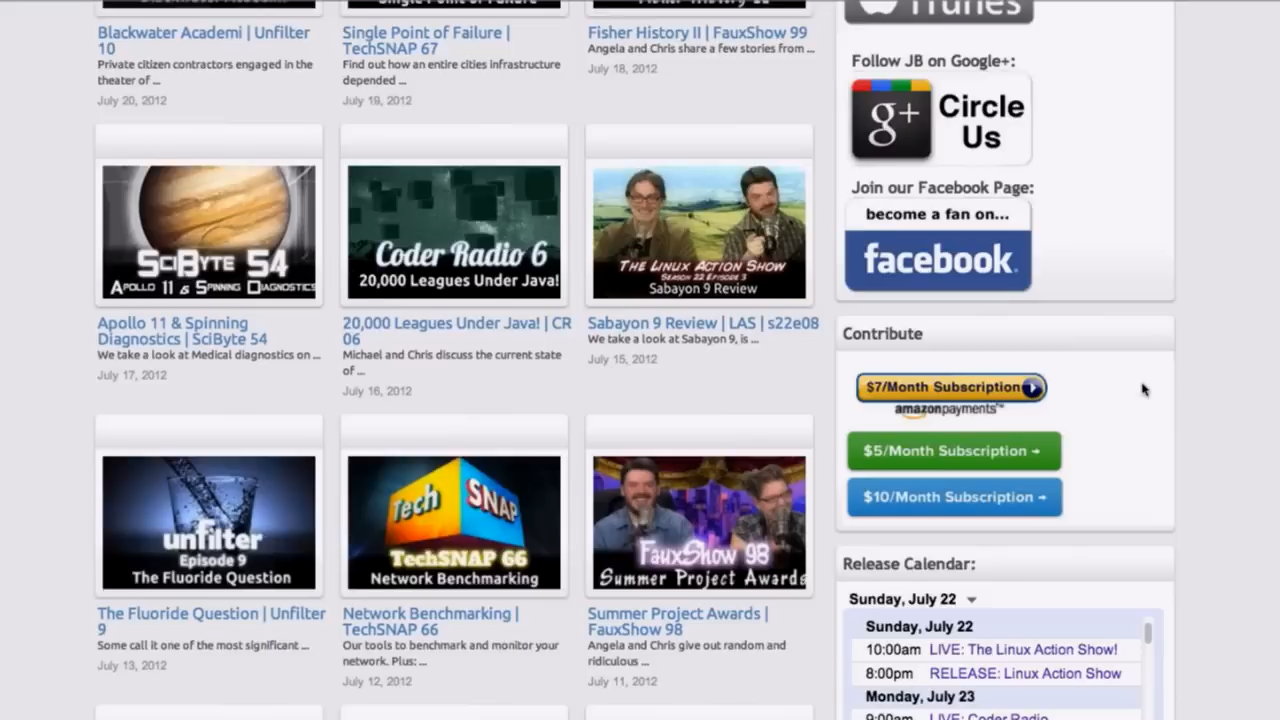 iTunes
Blackwater Academi | Unfilter
10
Private citizen contractors engaged in the
theater of ...
July 20, 2012
Single Point of Failure |
TechSNAP 67
Find out how an entire cities infrastructure
depended ...
July 19, 2012
Fisher History II | FauxShow 99
Angela and Chris share a few stories from ...
July 18, 2012
SciByte 54
Apollo 11 & Spinning Diagnostics
Apollo 11 & Spinning
Diagnostics | SciByte 54
We take a look at Medical diagnostics on ...
July 17, 2012
Coder Radio 6
20,000 Leagues Under Java!
20,000 Leagues Under Java! | CR
06
Michael and Chris discuss the current state
of ...
July 16, 2012
The Linux Action Show
Season 22 Episode 3
Sabayon 9 Review
Sabayon 9 Review | LAS | s22e08
We take a look at Sabayon 9, is ...
July 15, 2012
unfilter
Episode 9
The Fluoride Question
The Fluoride Question | Unfilter
9
Some call it one of the most significant ...
July 13, 2012
Tech SNAP
TechSNAP 66
Network Benchmarking
Network Benchmarking |
TechSNAP 66
Our tools to benchmark and monitor your
network. Plus: ...
July 12, 2012
FauxShow 98
Summer Project Awards
Summer Project Awards |
FauxShow 98
Angela and Chris give out random and
ridiculous ...
July 11, 2012
Follow JB on Google+:
g+
Circle
Us
Join our Facebook Page:
become a fan on...
facebook.
Contribute
$7/Month Subscription
amazonpayments™
$5/Month Subscription →
$10/Month Subscription →
Release Calendar:
Sunday, July 22
Sunday, July 22
10:00am LIVE: The Linux Action Show!
8:00pm RELEASE: Linux Action Show
Monday, July 23
9:00am LIVE: Coder Radio